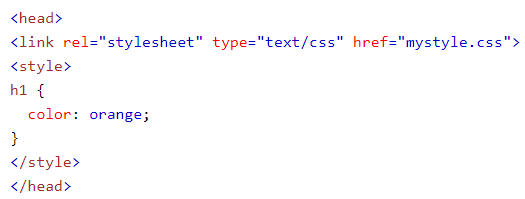 <head>
<link rel="stylesheet" type="text/css" href="mystyle.css">
<style>
h1 {
  color: orange;
}
</style>
</head>